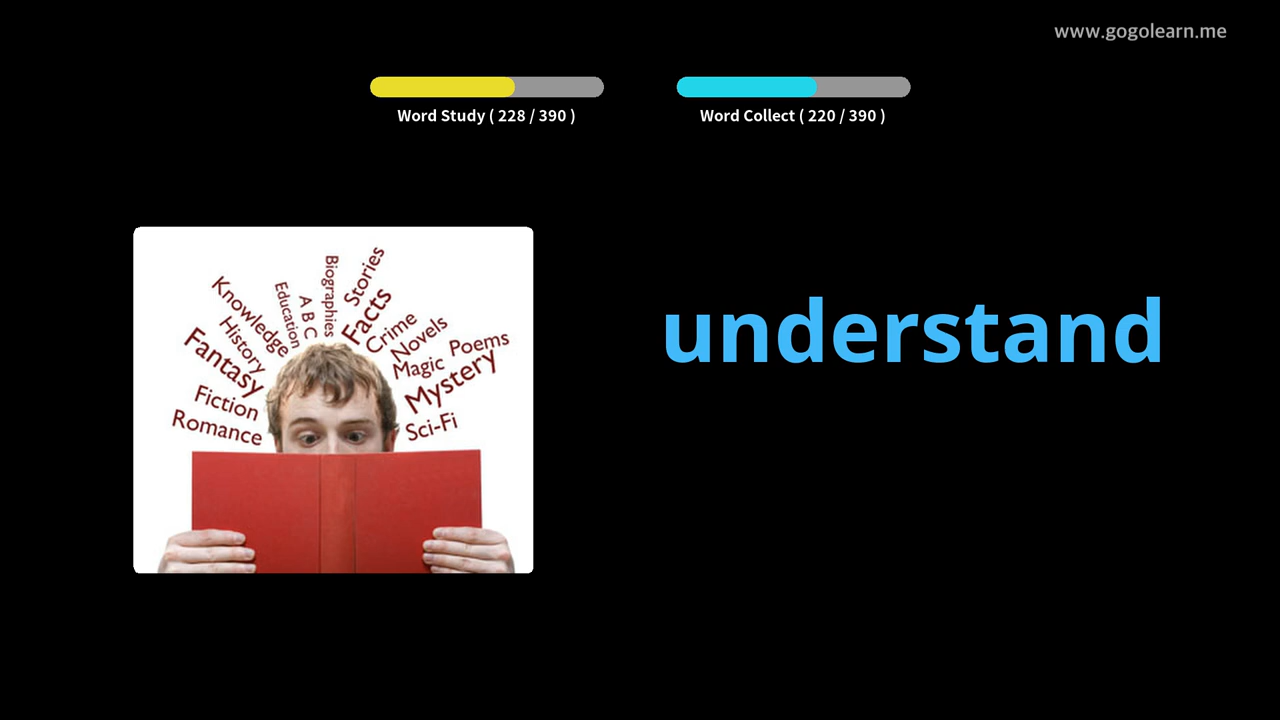 www.gogolearn.me
Word Study ( 228 / 390 )
Word Collect ( 220 / 390 )
understand
Knowledge
Education
A B C
Biographies
Stories
Facts
History
Crime
Novels
Fantasy
Magic
Poems
Mystery
Fiction
Romance
Sci-Fi